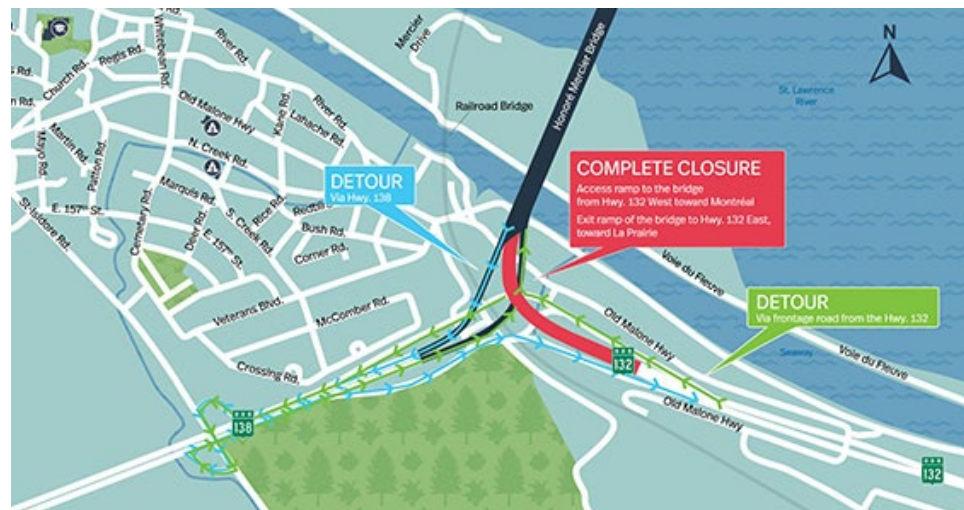 Church Rd.
Regis Rd.
Whitebean Rd.
River Rd.
Mercier
Drive
Honoré Mercier Bridge
N
St. Lawrence
River
Railroad Bridge
Old Malone Hwy
Kane Rd.
Lahache Rd.
River Rd.
Rd.
Martin Rd.
Mayo Rd.
Patton Rd.
N. Creek Rd.
Marquis Rd.
S. Creek Rd.
Rice Rd.
Bush Rd.
Corner Rd.
E. 157th St.
St-Isidore Rd.
Cemetery Rd.
Deer Rd.
E. 157th St.
DETOUR
Via Hwy. 138
COMPLETE CLOSURE
Access ramp to the bridge
from Hwy. 132 West toward Montréal
Exit ramp of the bridge to Hwy. 132 East,
toward La Prairie
Voie du Fleuve
DETOUR
Via frontage road from the Hwy. 132
Veterans Blvd.
McComber Rd.
Old Malone Hwy
Seaway
Voie du Fleuve
Crossing Rd.
132
Old Malone Hwy
138
132